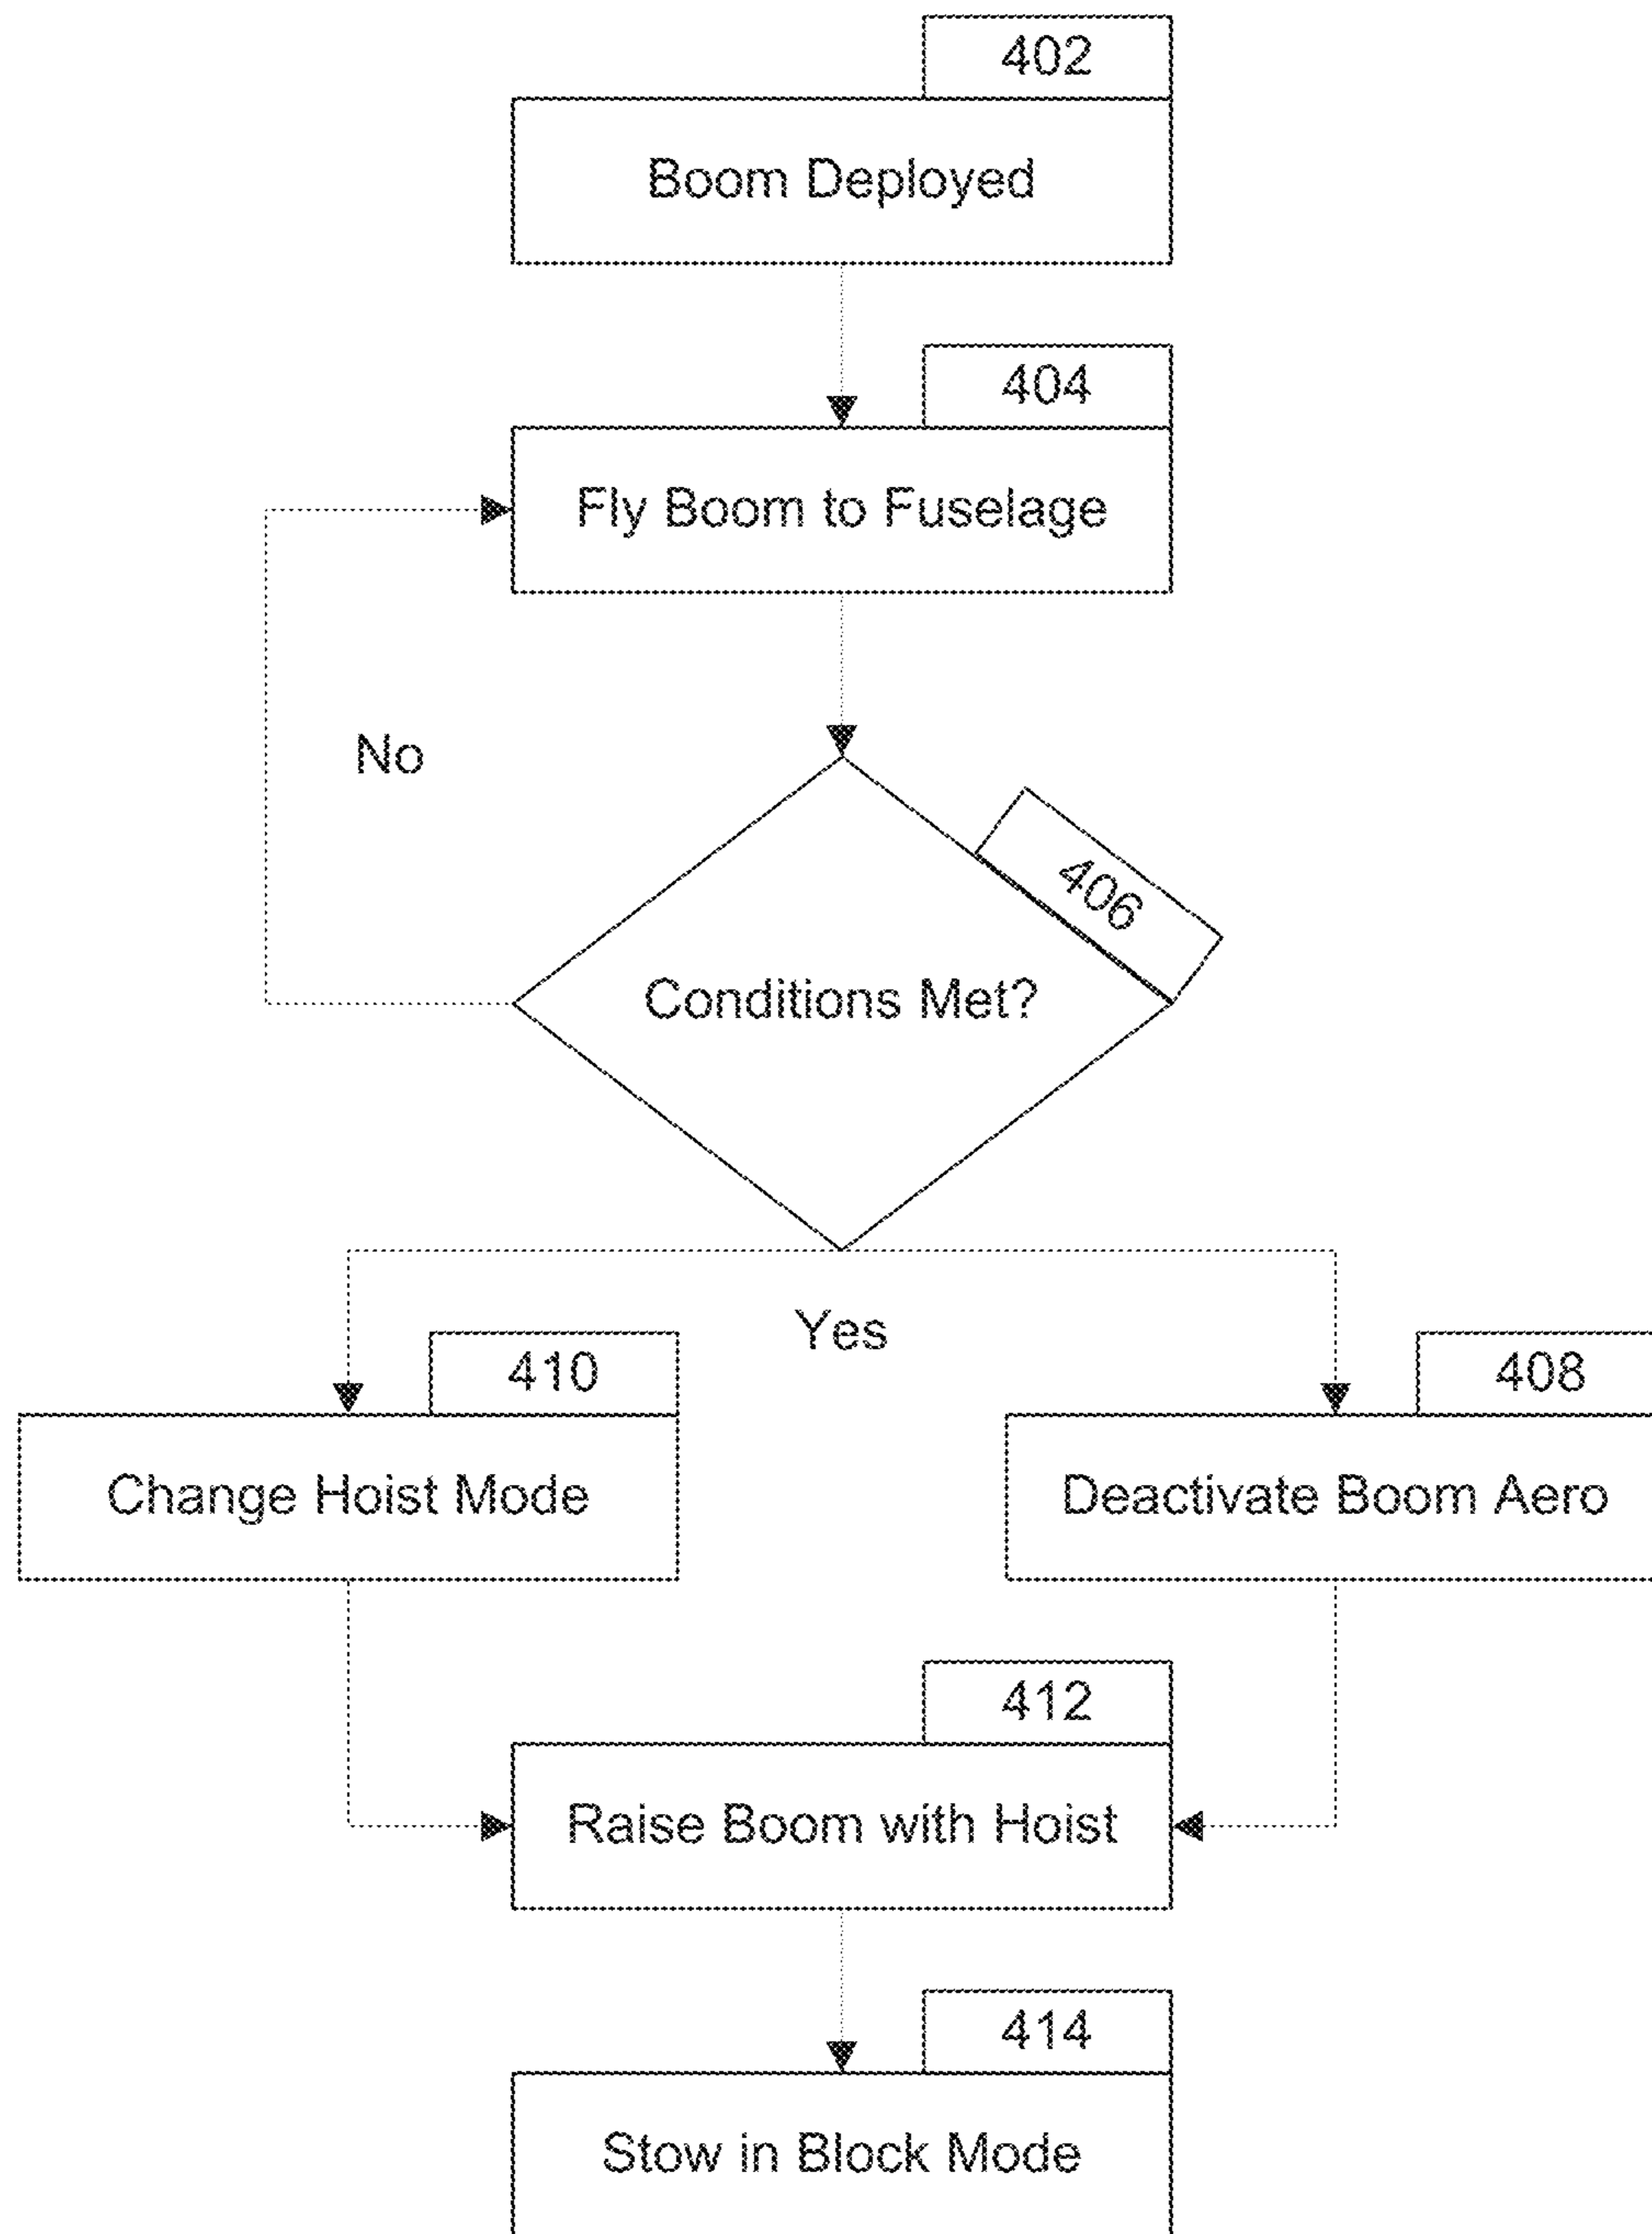 402
Boom Deployed
404
Fly Boom to Fuselage
No
406
Conditions Met?
Yes
410
408
Change Hoist Mode
Deactivate Boom Aero
412
Raise Boom with Hoist
414
Stow in Block Mode